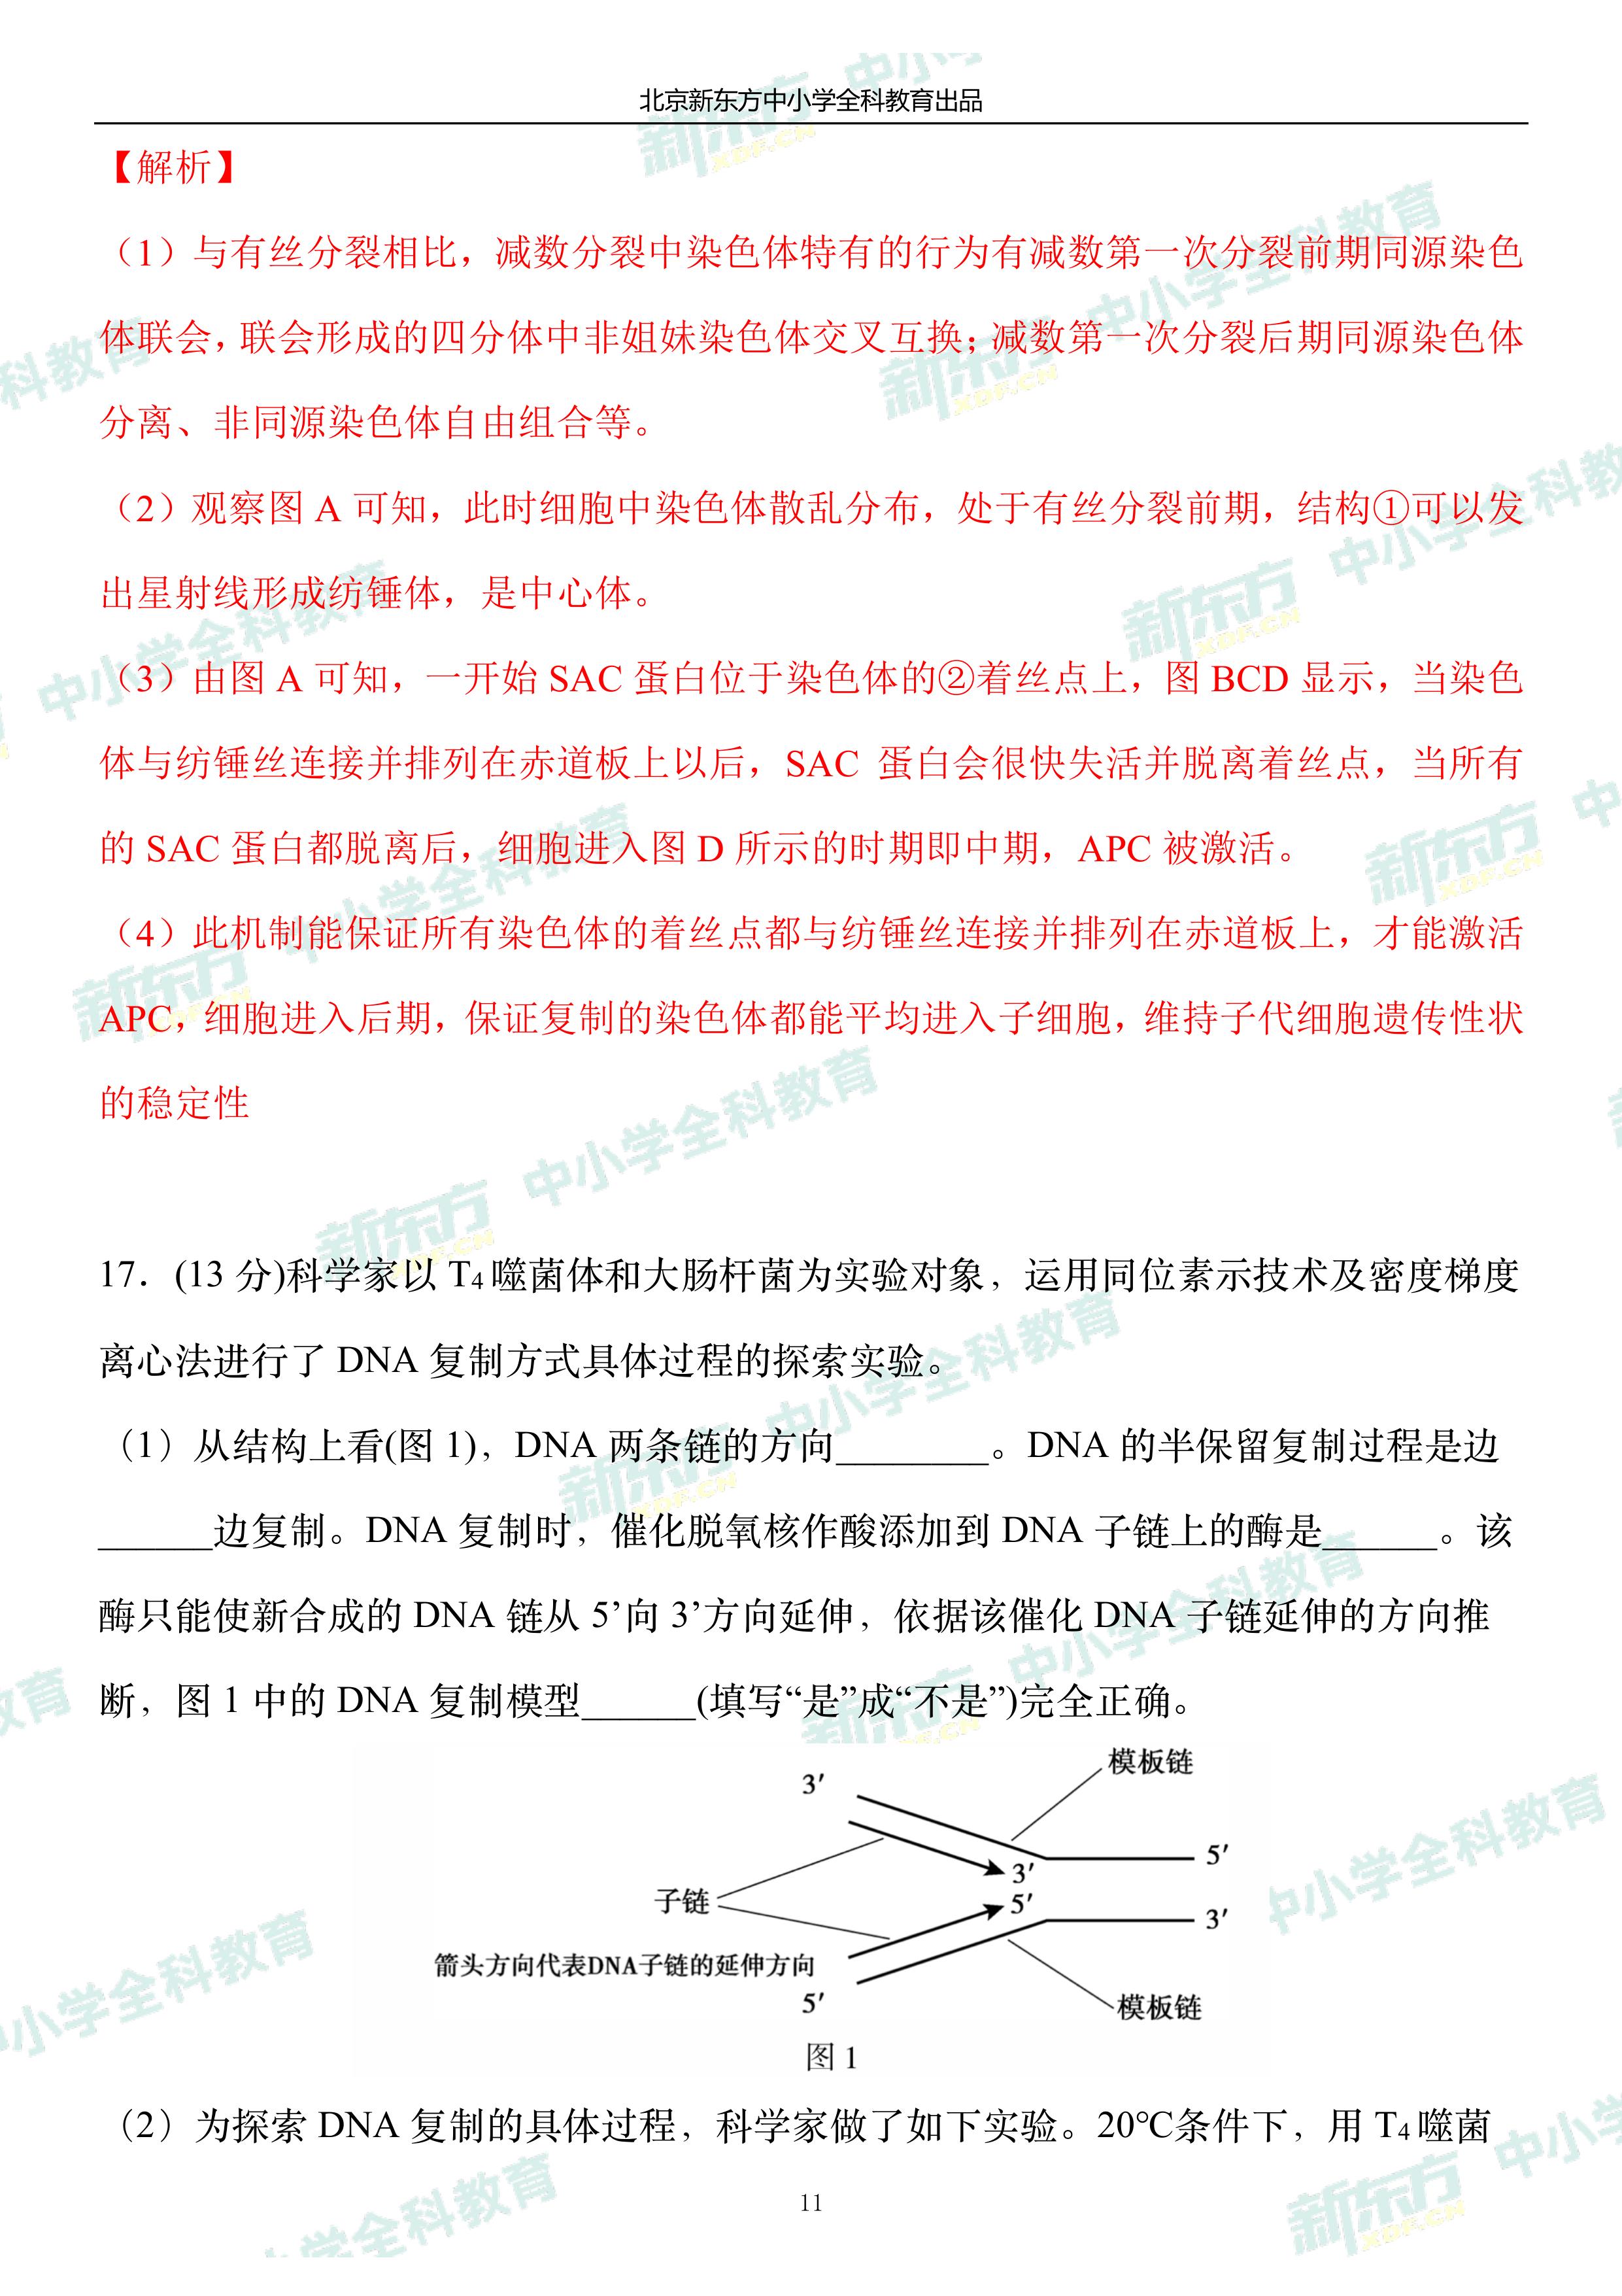 北京新东方中小学全科教育出品
【解析】
（1）与有丝分裂相比，减数分裂中染色体特有的行为有减数第一次分裂前期同源染色
体联会，联会形成的四分体中非姐妹染色体交叉互换；减数第一次分裂后期同源染色体
分离、非同源染色体自由组合等。
（2）观察图 A 可知，此时细胞中染色体散乱分布，处于有丝分裂前期，结构①可以发
出星射线形成纺锤体，是中心体。
（3）由图 A 可知，一开始 SAC 蛋白位于染色体的②着丝点上，图 BCD 显示，当染色
体与纺锤丝连接并排列在赤道板上以后，SAC 蛋白会很快失活并脱离着丝点，当所有
的 SAC 蛋白都脱离后，细胞进入图 D 所示的时期即中期，APC 被激活。
（4）此机制能保证所有染色体的着丝点都与纺锤丝连接并排列在赤道板上，才能激活
APC，细胞进入后期，保证复制的染色体都能平均进入子细胞，维持子代细胞遗传性状
的稳定性
17．(13 分)科学家以 T₄噬菌体和大肠杆菌为实验对象，运用同位素示技术及密度梯度
离心法进行了 DNA 复制方式具体过程的探索实验。
（1）从结构上看(图 1)，DNA 两条链的方向________。DNA 的半保留复制过程是边
______边复制。DNA 复制时，催化脱氧核作酸添加到 DNA 子链上的酶是______。该
酶只能使新合成的 DNA 链从 5’向 3’方向延伸，依据该催化 DNA 子链延伸的方向推
断，图 1 中的 DNA 复制模型______(填写“是”成“不是”)完全正确。
模板链
3′
5′
3′
子链
5′
3′
箭头方向代表DNA子链的延伸方向
5′
模板链
图 1
（2）为探索 DNA 复制的具体过程，科学家做了如下实验。20℃条件下，用 T₄噬菌
11
新东方 XDF.CN 中小学全科教育